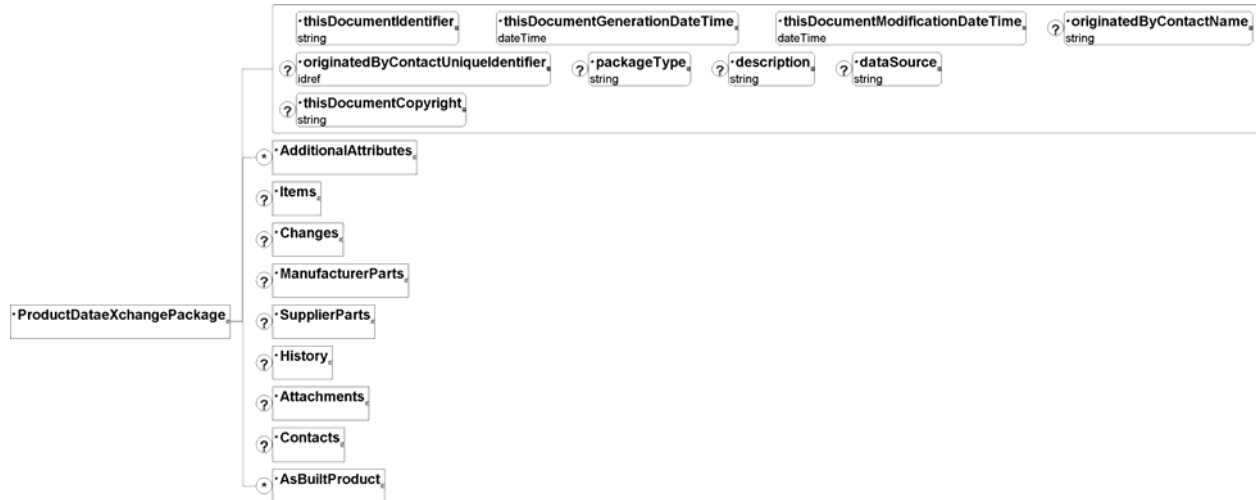 thisDocumentIdentifier thisDocumentGenerationDateTime thisDocumentModificationDateTime ? originatedByContactName
string dateTime dateTime string
? originatedByContactUniqueIdentifier ? packageType ? description ? dataSource
idref string string string
? thisDocumentCopyright
string
* AdditionalAttributes
? Items
? Changes
? ManufacturerParts
ProductDataeXchangePackage ? SupplierParts
? History
? Attachments
? Contacts
* AsBuiltProduct